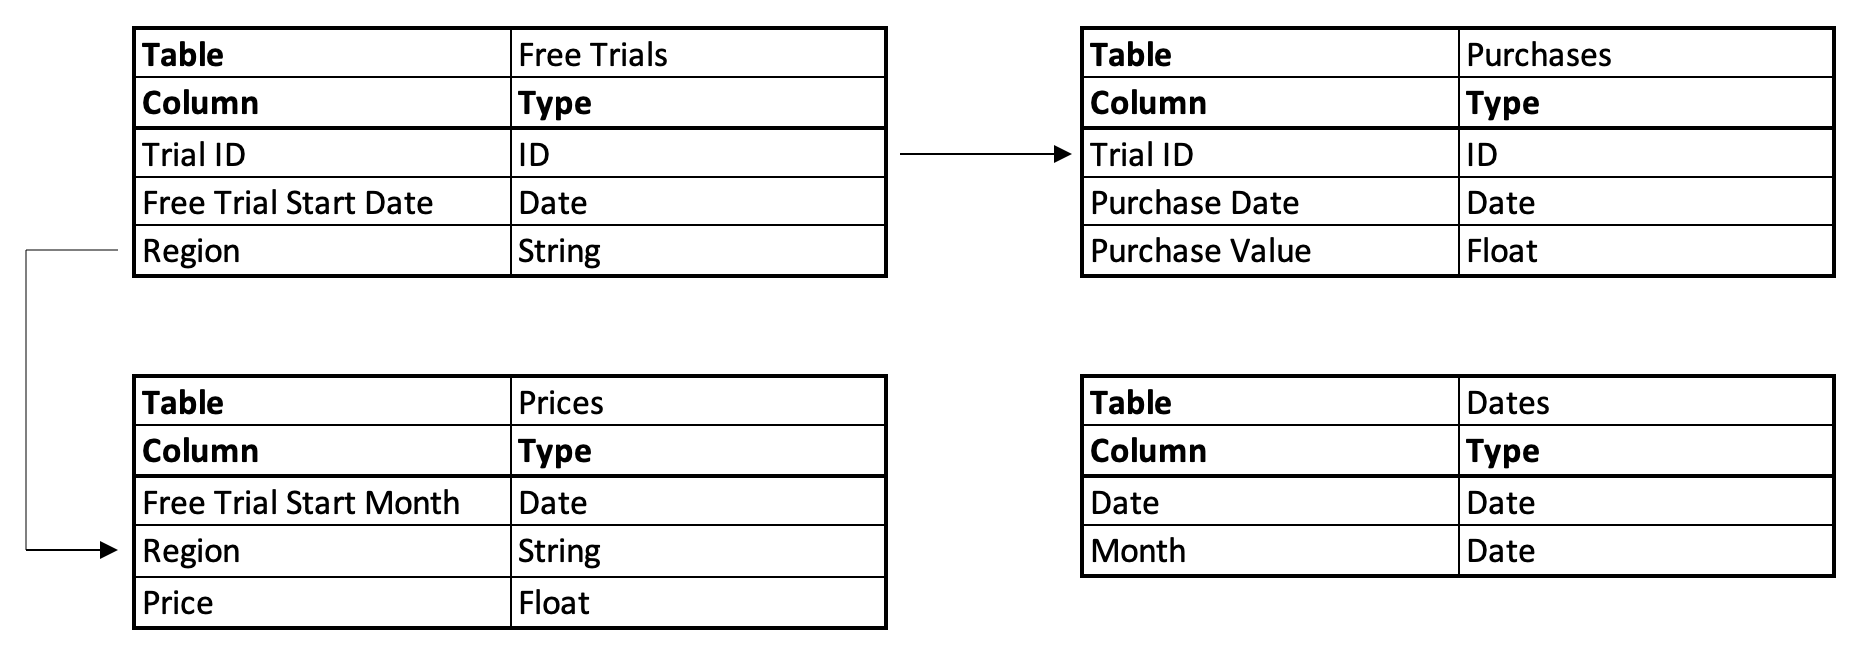 Table Free Trials
Column Type
Trial ID ID
Free Trial Start Date Date
Region String
Table Purchases
Column Type
Trial ID ID
Purchase Date Date
Purchase Value Float
Table Prices
Column Type
Free Trial Start Month Date
Region String
Price Float
Table Dates
Column Type
Date Date
Month Date